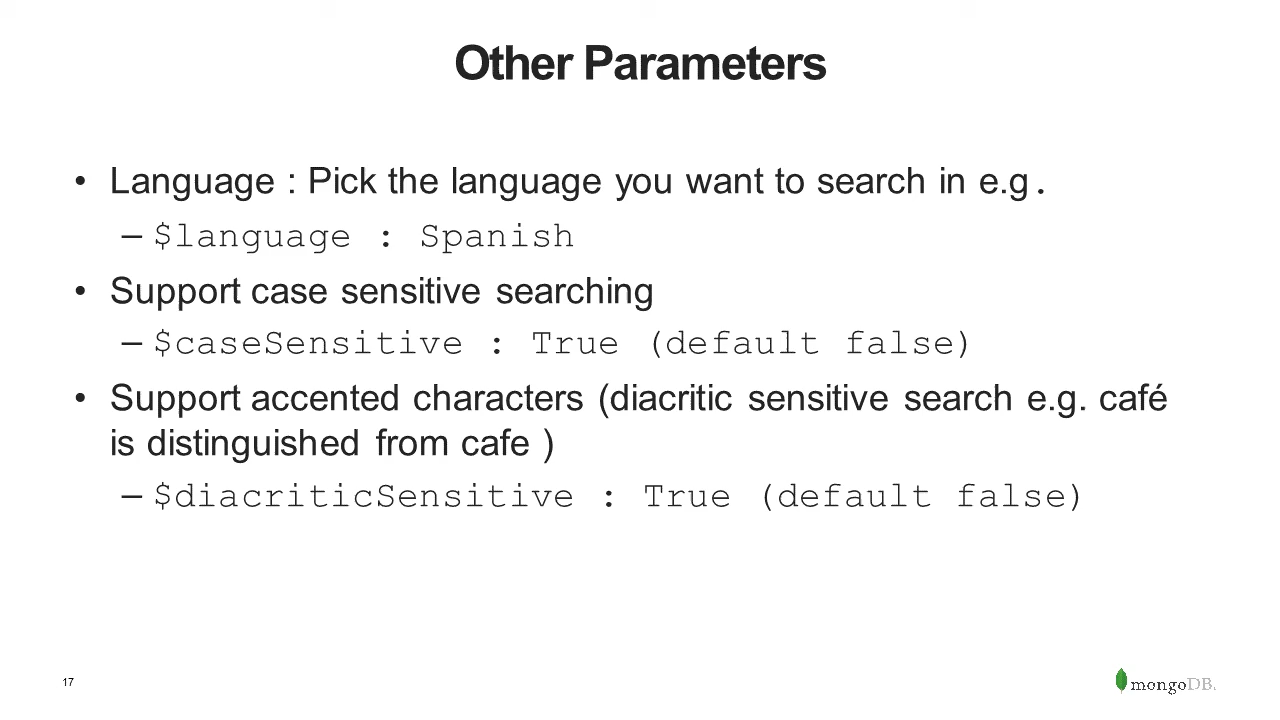 Other Parameters
• Language : Pick the language you want to search in e.g.
– $language : Spanish
• Support case sensitive searching
– $caseSensitive : True (default false)
• Support accented characters (diacritic sensitive search e.g. café
is distinguished from cafe )
– $diacriticSensitive : True (default false)
17
mongoDB.